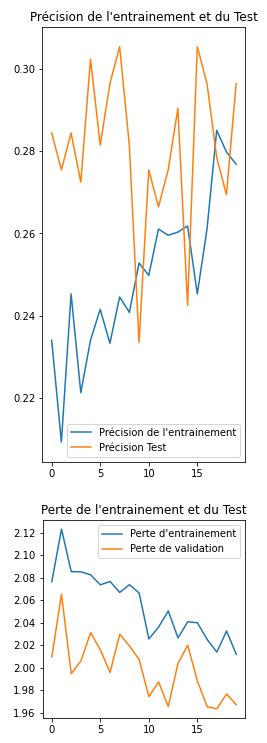 Précision de l'entrainement et du Test
0.30
0.28
0.26
0.24
0.22
Précision de l'entrainement
Précision Test
0 5 10 15
Perte de l'entrainement et du Test
2.12
2.10
2.08
2.06
2.04
2.02
2.00
1.98
1.96
Perte d'entrainement
Perte de validation
0 5 10 15